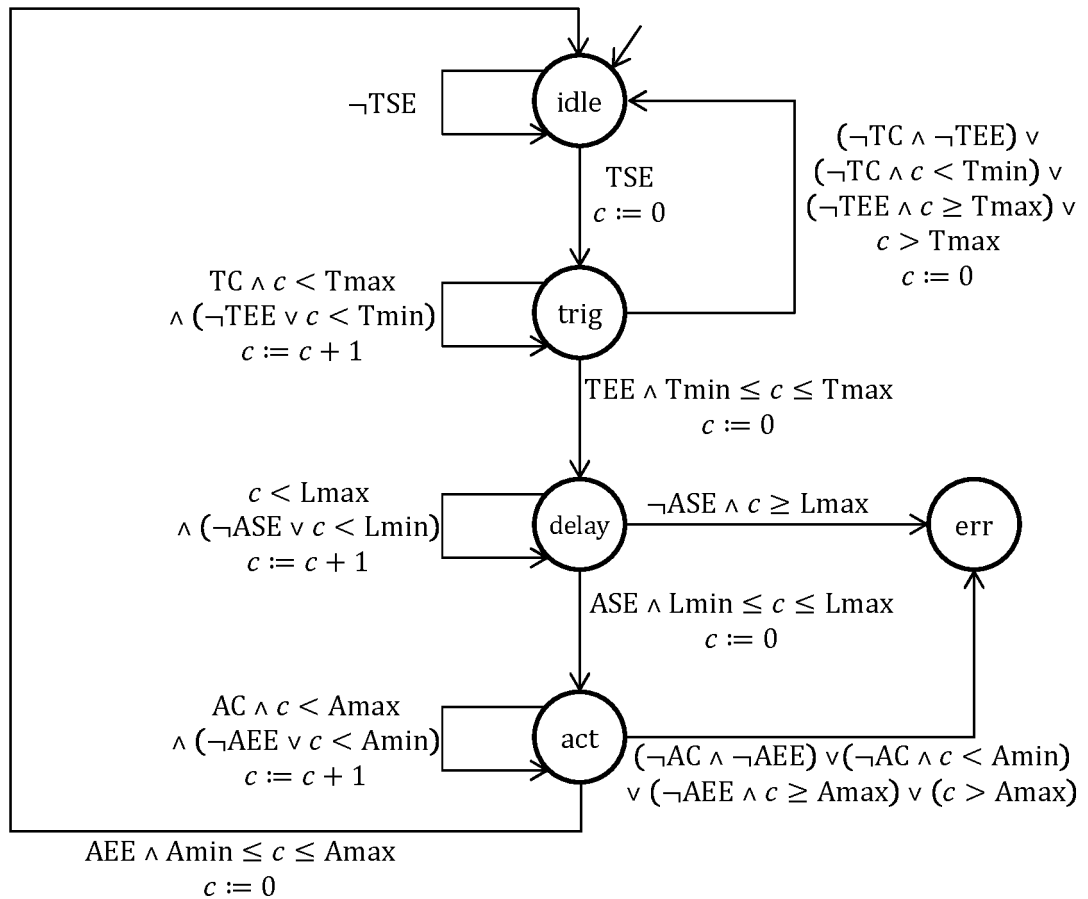 idle
¬TSE
TSE
c := 0
(¬TC ∧ ¬TEE) ∨
(¬TC ∧ c < Tmin) ∨
(¬TEE ∧ c ≥ Tmax) ∨
c > Tmax
c := 0
TC ∧ c < Tmax
∧ (¬TEE ∨ c < Tmin)
c := c + 1
trig
TEE ∧ Tmin ≤ c ≤ Tmax
c := 0
c < Lmax
∧ (¬ASE ∨ c < Lmin)
c := c + 1
delay
¬ASE ∧ c ≥ Lmax
err
ASE ∧ Lmin ≤ c ≤ Lmax
c := 0
AC ∧ c < Amax
∧ (¬AEE ∨ c < Amin)
c := c + 1
act
(¬AC ∧ ¬AEE) ∨(¬AC ∧ c < Amin)
∨ (¬AEE ∧ c ≥ Amax) ∨ (c > Amax)
AEE ∧ Amin ≤ c ≤ Amax
c := 0